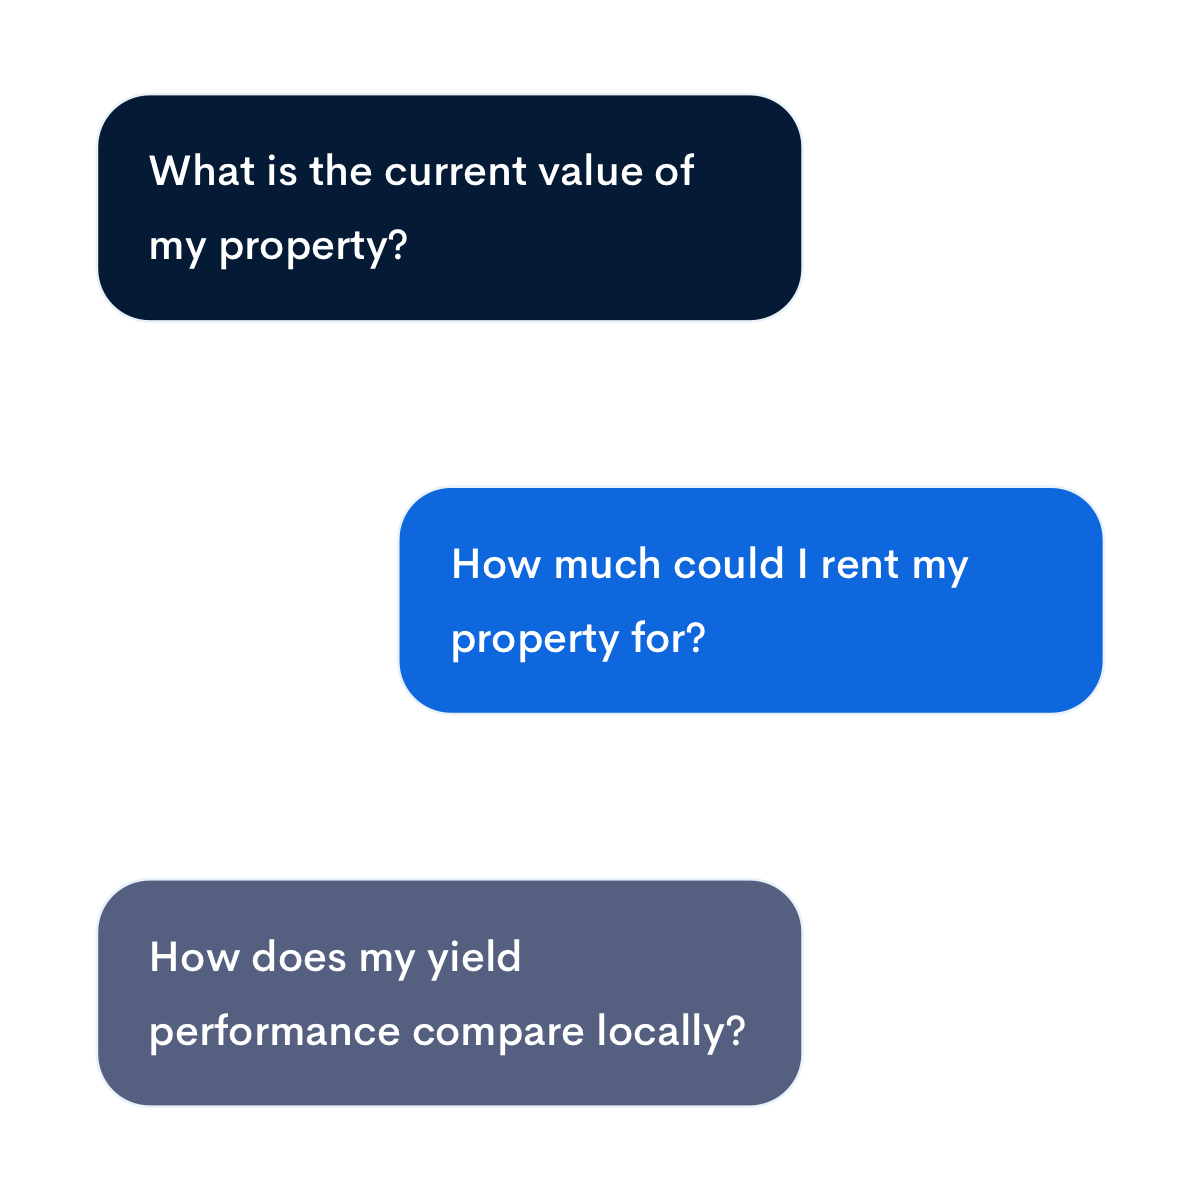 What is the current value of
my property?
How much could I rent my
property for?
How does my yield
performance compare locally?